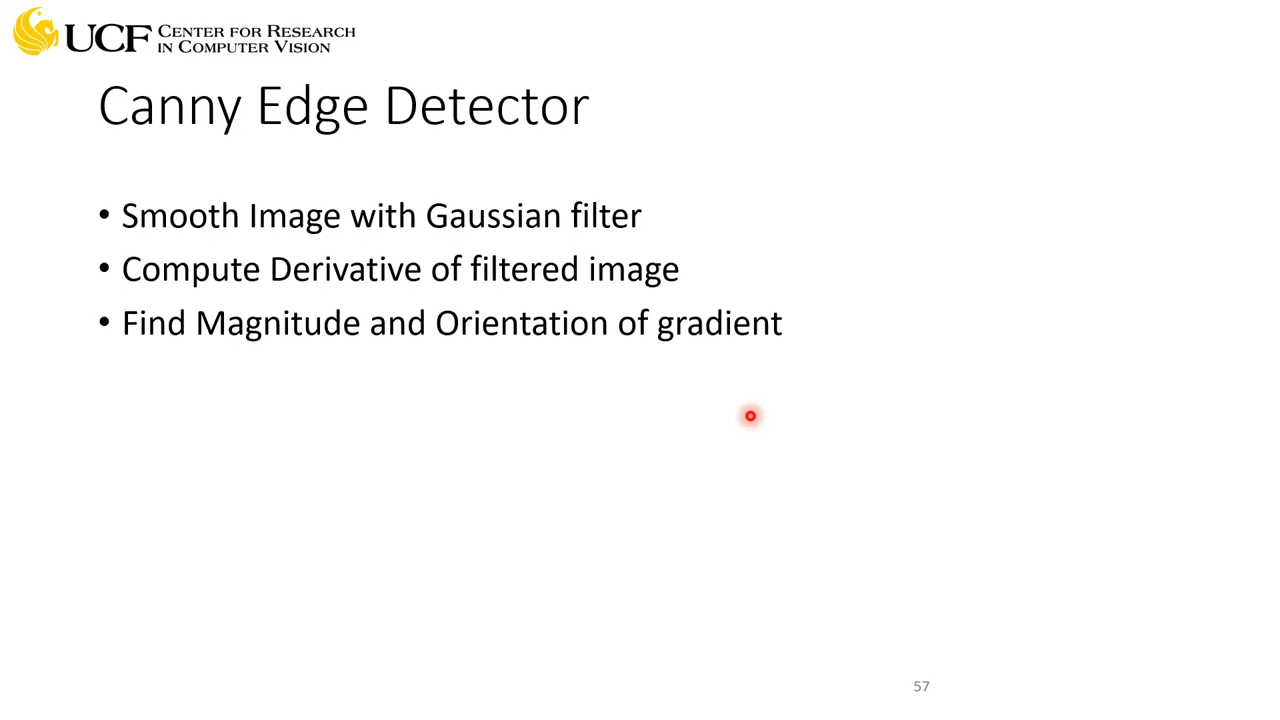 UCF CENTER FOR RESEARCH
IN COMPUTER VISION
Canny Edge Detector
• Smooth Image with Gaussian filter
• Compute Derivative of filtered image
• Find Magnitude and Orientation of gradient
57